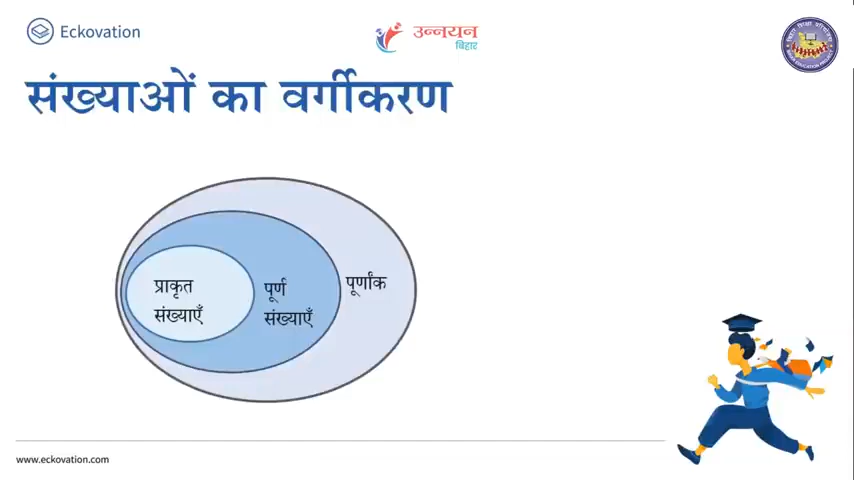 Eckovation
उन्नयन
बिहार
संख्याओं का वर्गीकरण
प्राकृत
संख्याएँ
पूर्ण
संख्याएँ
पूर्णांक
www.eckovation.com